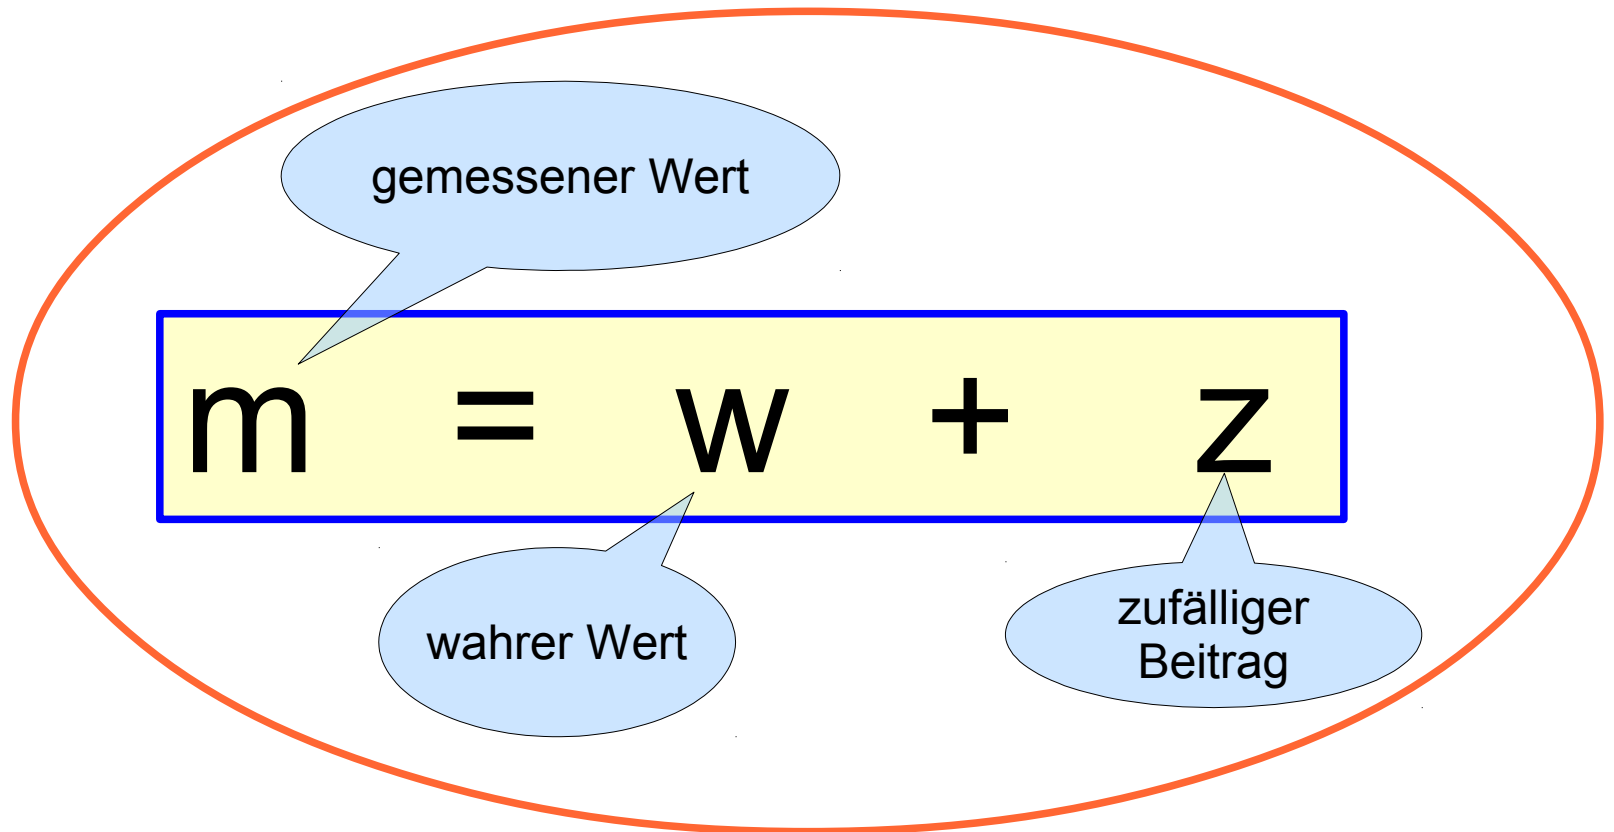 gemessener Wert
m = w + z
wahrer Wert
zufälliger
Beitrag